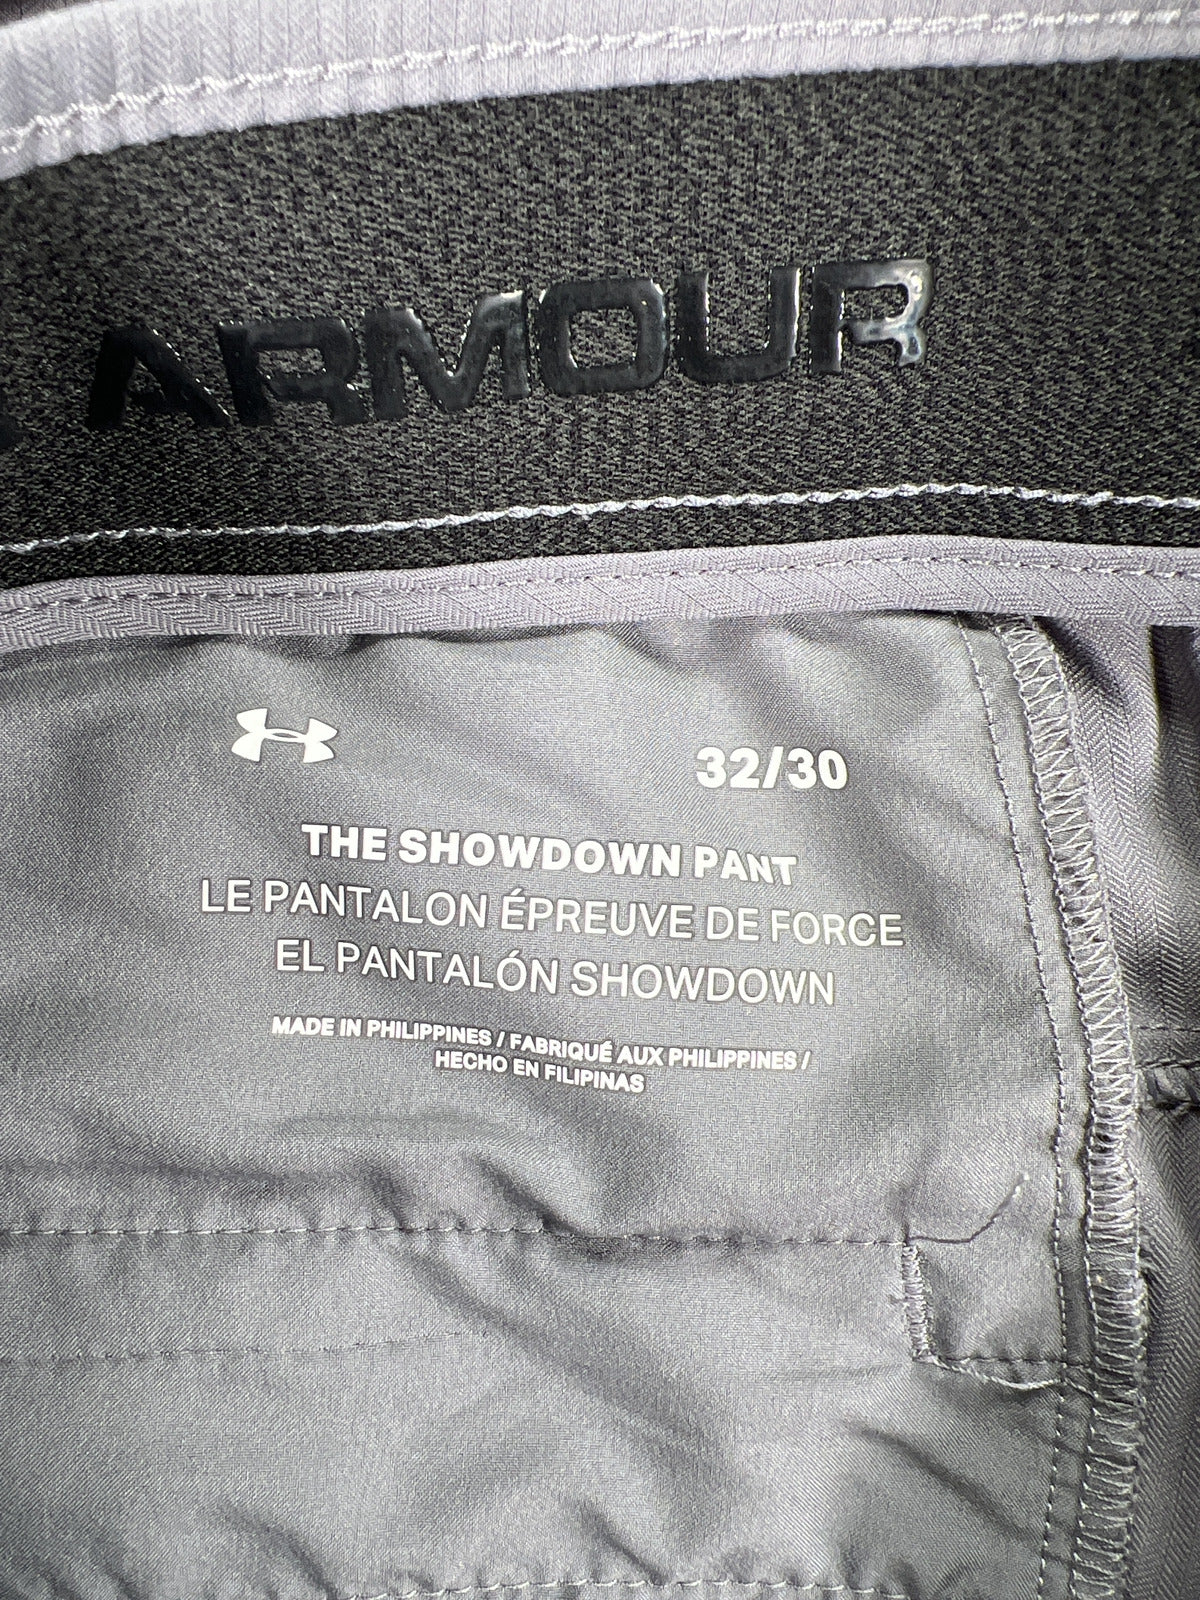 ARMOUR
32/30
THE SHOWDOWN PANT
LE PANTALON ÉPREUVE DE FORCE
EL PANTALÓN SHOWDOWN
MADE IN PHILIPPINES / FABRIQUÉ AUX PHILIPPINES /
HECHO EN FILIPINAS